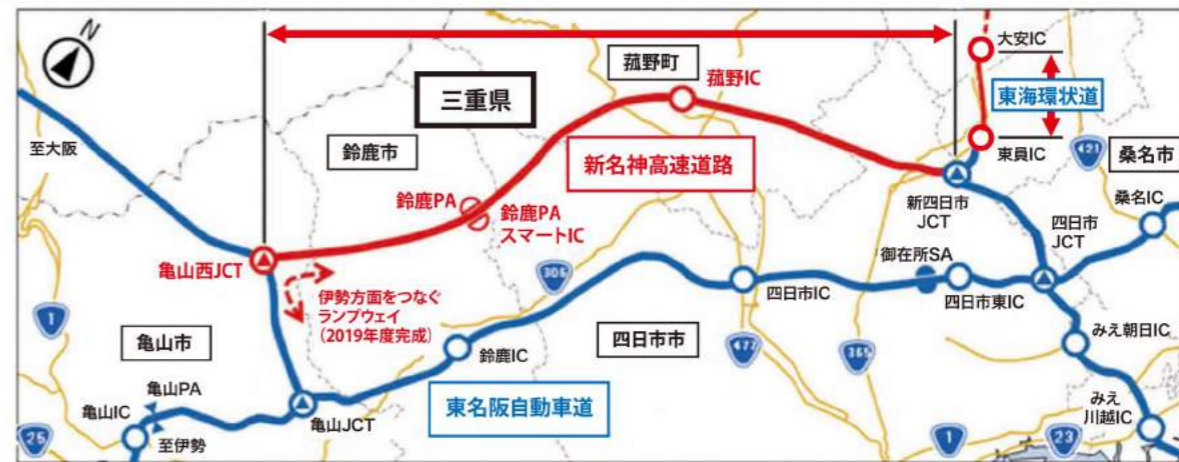 N
大安IC
菰野町
菰野IC
東海環状道
三重県
至大阪
鈴鹿市
新名神高速道路
東員IC
421
桑名市
鈴鹿PA
鈴鹿PA
スマートIC
新四日市
JCT
四日市
JCT
桑名IC
御在所SA
亀山西JCT
306
伊勢方面をつなぐ
ランプウェイ
(2019年度完成)
四日市IC
四日市東IC
1
亀山市
鈴鹿IC
四日市市
477
365
みえ朝日IC
亀山PA
亀山IC
東名阪自動車道
みえ
川越IC
25
至伊勢
亀山JCT
1
23